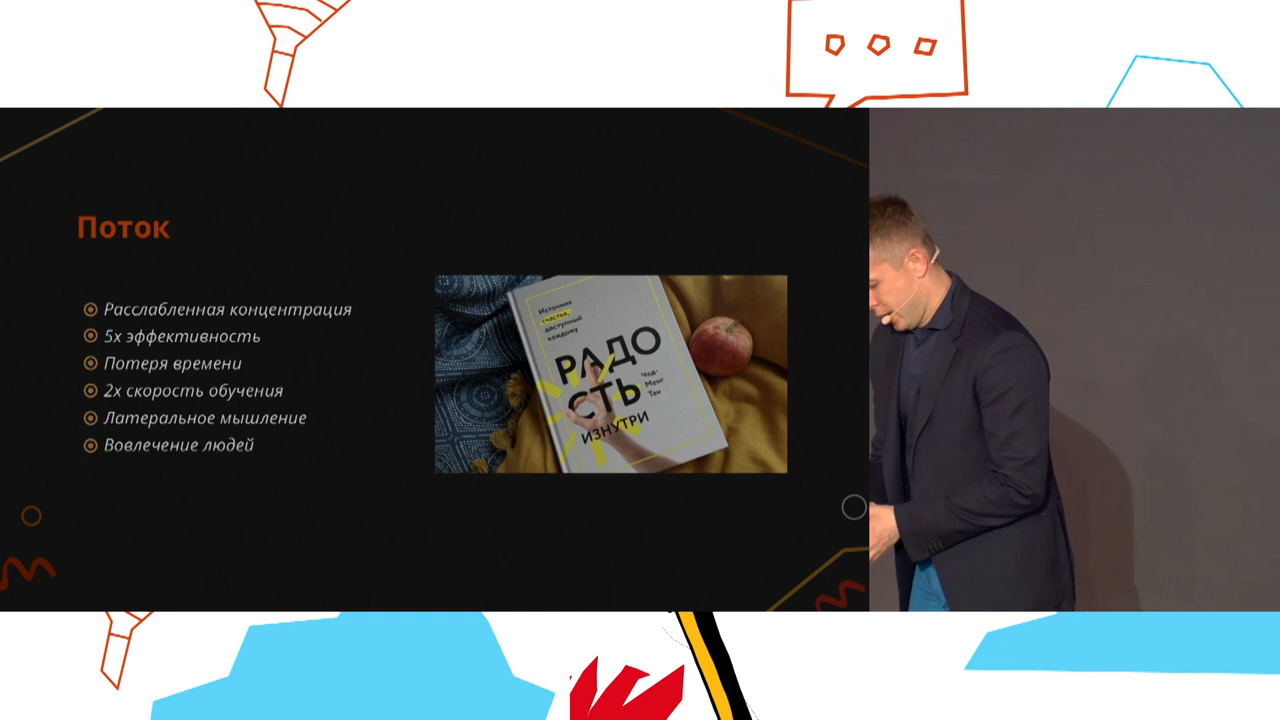 Поток
Расслабленная концентрация
5x эффективность
Потеря времени
2x скорость обучения
Латеральное мышление
Вовлечение людей
Источник
счастья,
доступный
каждому
РАДО
СТЬ
ИЗНУТРИ
Чад-
Менг
Тан